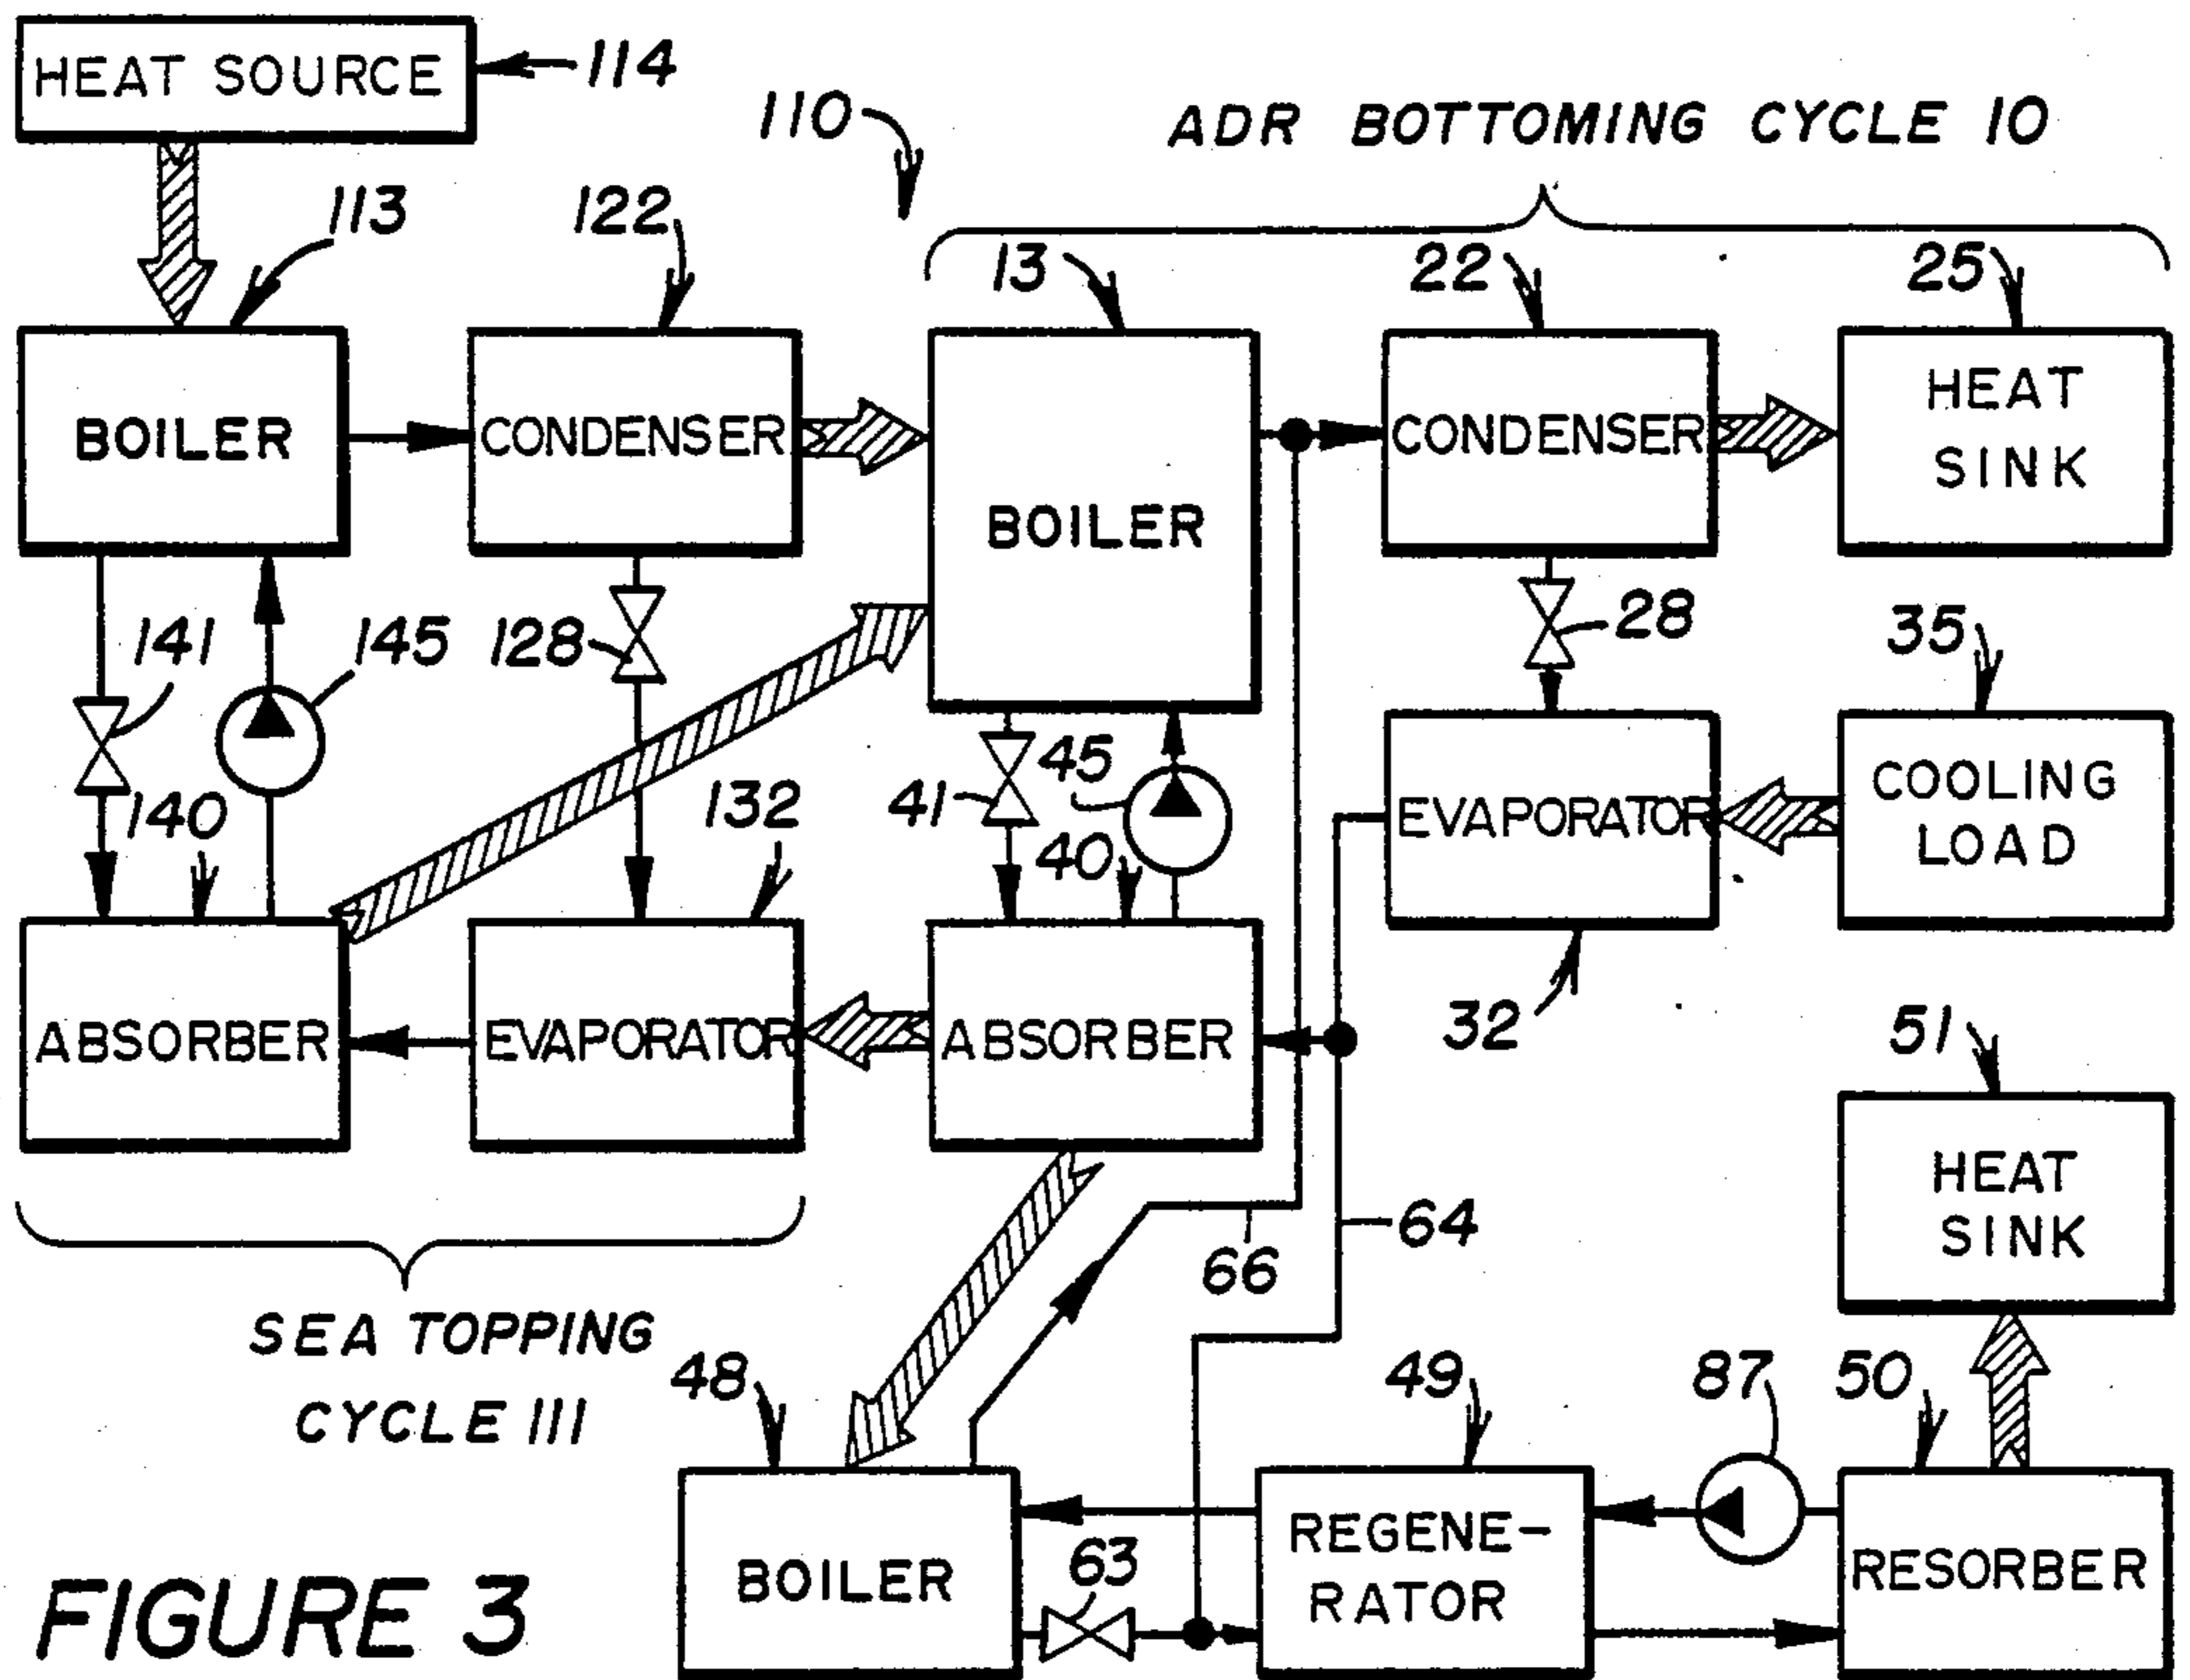 HEAT SOURCE
114
110
ADR BOTTOMING CYCLE 10
113
122
13
22
25
BOILER
CONDENSER
BOILER
CONDENSER
HEAT
SINK
141
145
128
28
35
140
132
41
45
40
EVAPORATOR
COOLING
LOAD
32
ABSORBER
EVAPORATOR
ABSORBER
51
HEAT
SINK
66
64
SEA TOPPING
CYCLE 111
48
49
87
50
BOILER
63
REGENE-
RATOR
RESORBER
FIGURE 3